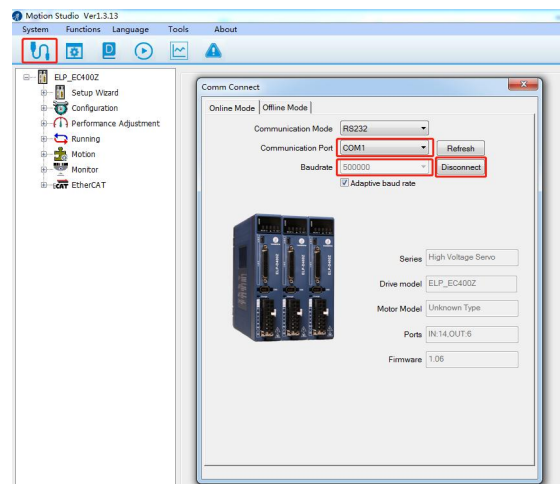 Motion Studio Ver1.3.13
System Functions Language Tools About
ELP_EC400Z
Setup Wizard
Configuration
Performance Adjustment
Running
Motion
Monitor
EtherCAT
Comm Connect
Online Mode Offline Mode
Communication Mode RS232
Communication Port COM1 Refresh
Baudrate 500000 Disconnect
Adaptive baud rate
Series High Voltage Servo
Drive model ELP_EC400Z
Motor Model Unknown Type
Ports IN:14,OUT:6
Firmware 1.06